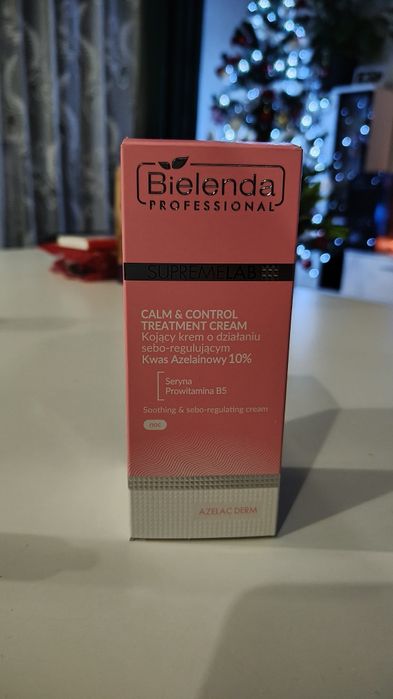 Bielenda
PROFESSIONAL
SUPREMELAB
CALM & CONTROL
TREATMENT CREAM
Kojący krem o działaniu
sebo-regulującym
Kwas Azelainowy 10%
Seryna
Prowitamina B5
Soothing & sebo-regulating cream
noc
AZELAC DERM